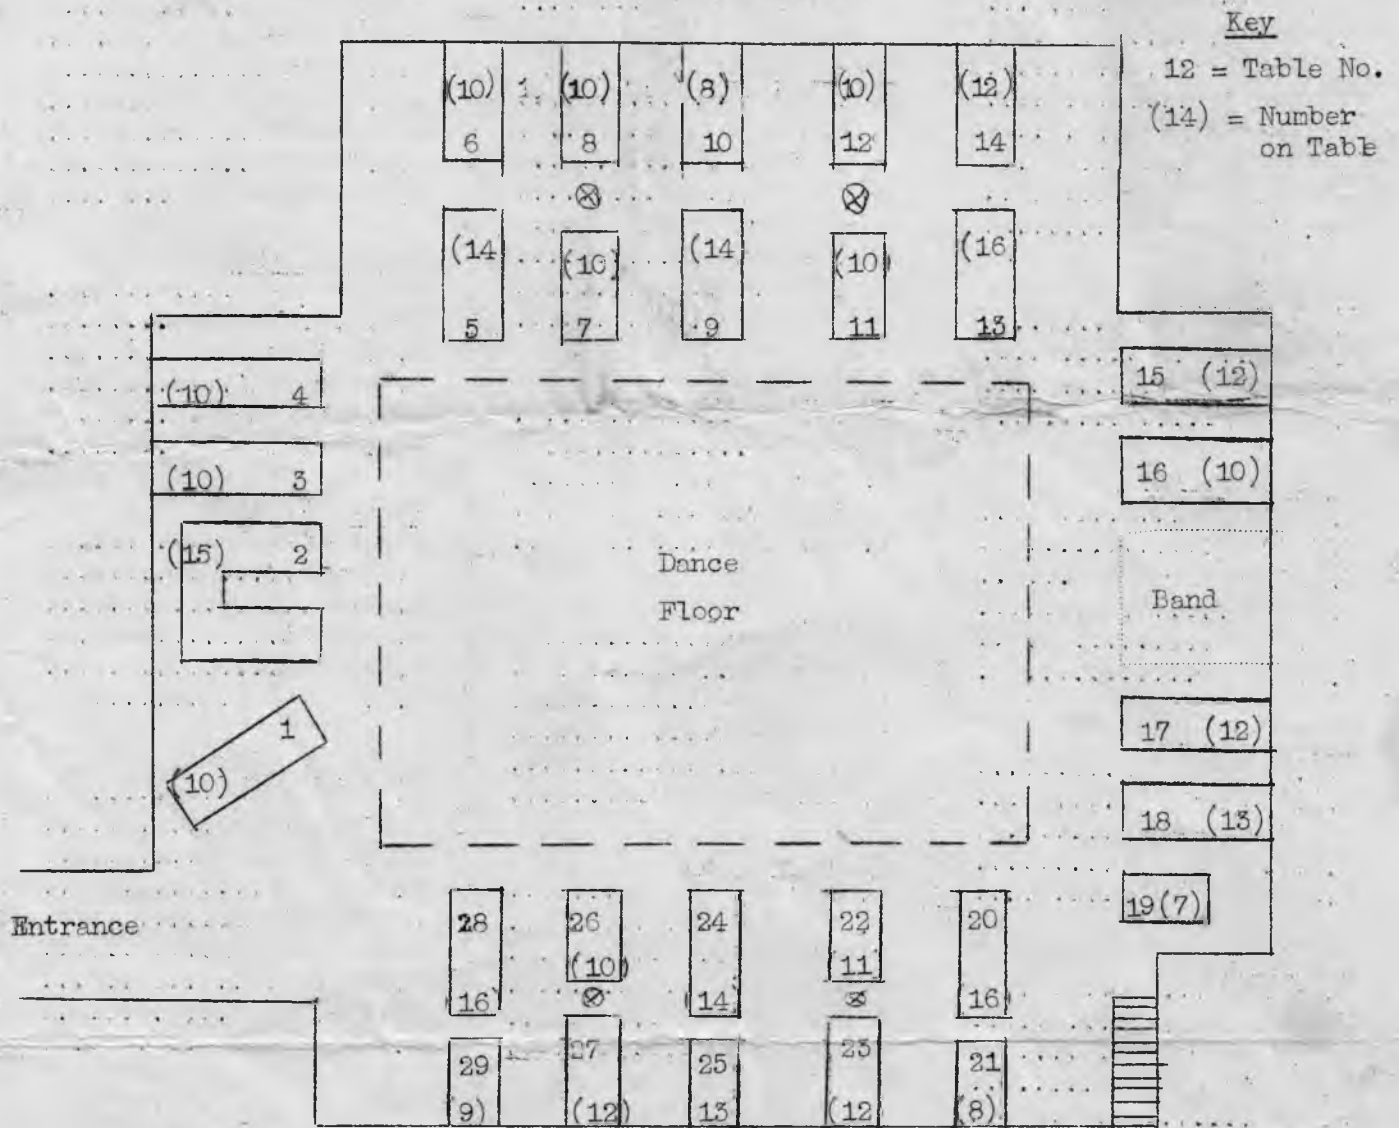 Key
12 = Table No.
(14) = Number
on Table
(10) (10) (8) (10) (12)
6 8 10 12 14
(14 (10) (14 (10) (16
5 7 9 11 13
(10) 4
15 (12)
(10) 3
16 (10)
(15) 2
Dance
Floor
Band
1
(10)
17 (12)
18 (13)
19(7)
Entrance
28 26 24 22 20
(10) 11
16 14 16
27 23
29 25 21
9) (12) 13 (12 (8)